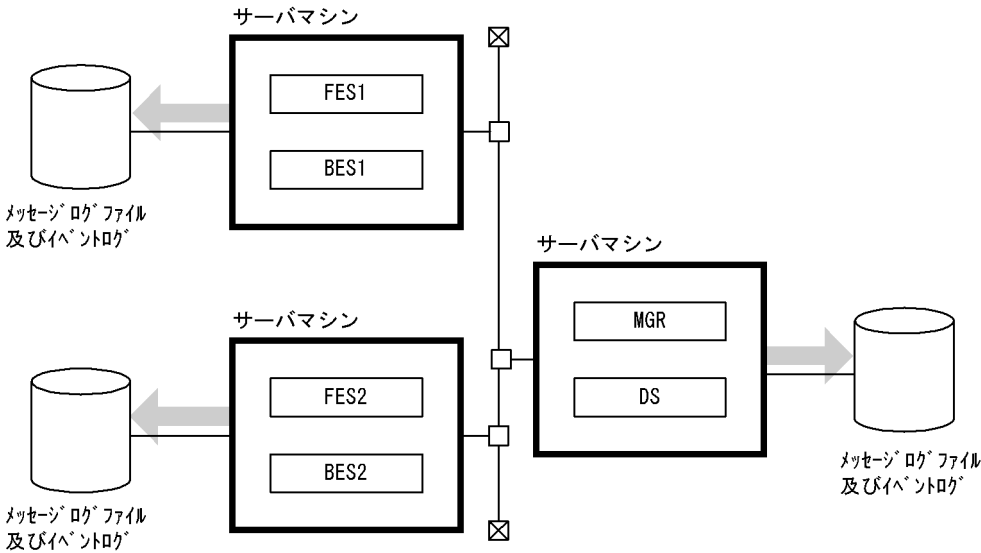 サーバマシン
FES1
BES1
メッセージログファイル
及びイベントログ
サーバマシン
MGR
DS
メッセージログファイル
及びイベントログ
サーバマシン
FES2
BES2
メッセージログファイル
及びイベントログ